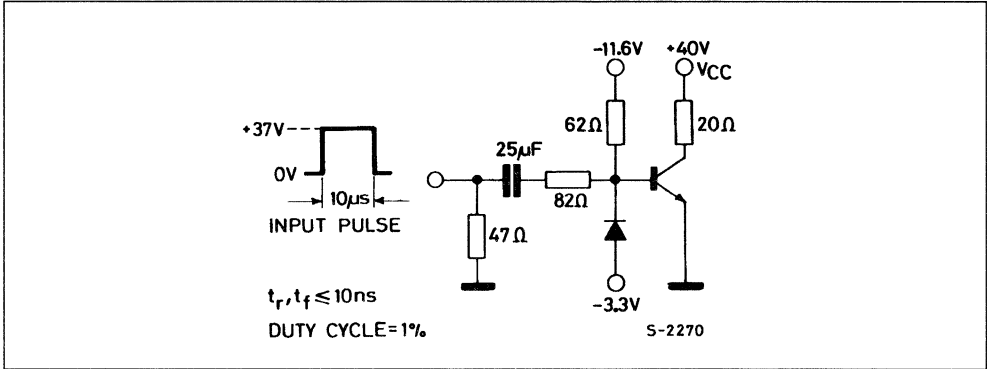 -11.6V
+40V
VCC
62Ω
20Ω
+37V
0V
10µs
INPUT PULSE
25µF
82Ω
47Ω
-3.3V
tr, tf ≤ 10ns
DUTY CYCLE=1%
S-2270